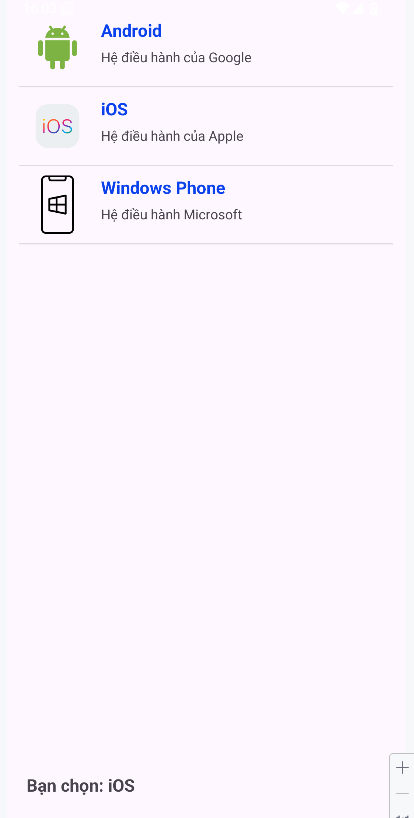 Android
Hệ điều hành của Google
iOS
iOS
Hệ điều hành của Apple
Windows Phone
Hệ điều hành Microsoft
Bạn chọn: iOS